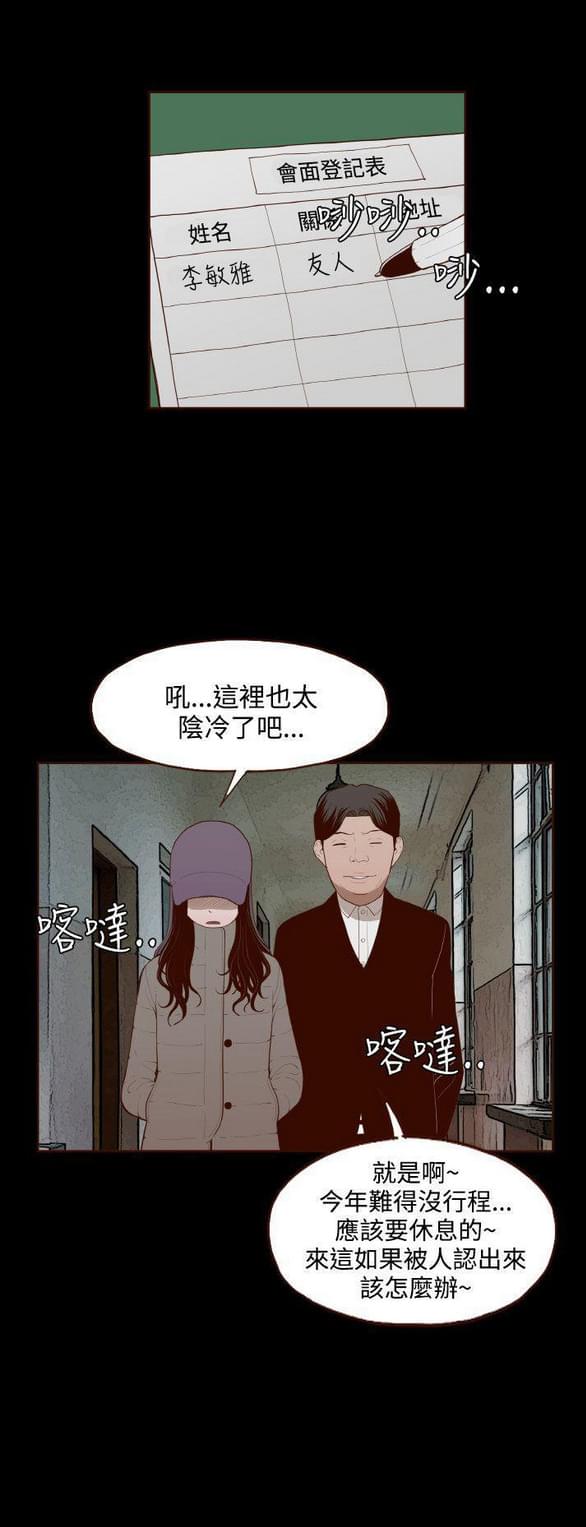 會面登記表
姓名 關係 地址
李敏雅 友人
唦唦..
唦...
吼...這裡也太
陰冷了吧...
喀噠..
喀噠..
就是啊~
今年難得沒行程...
應該要休息的~
來這如果被人認出來
該怎麼辦~